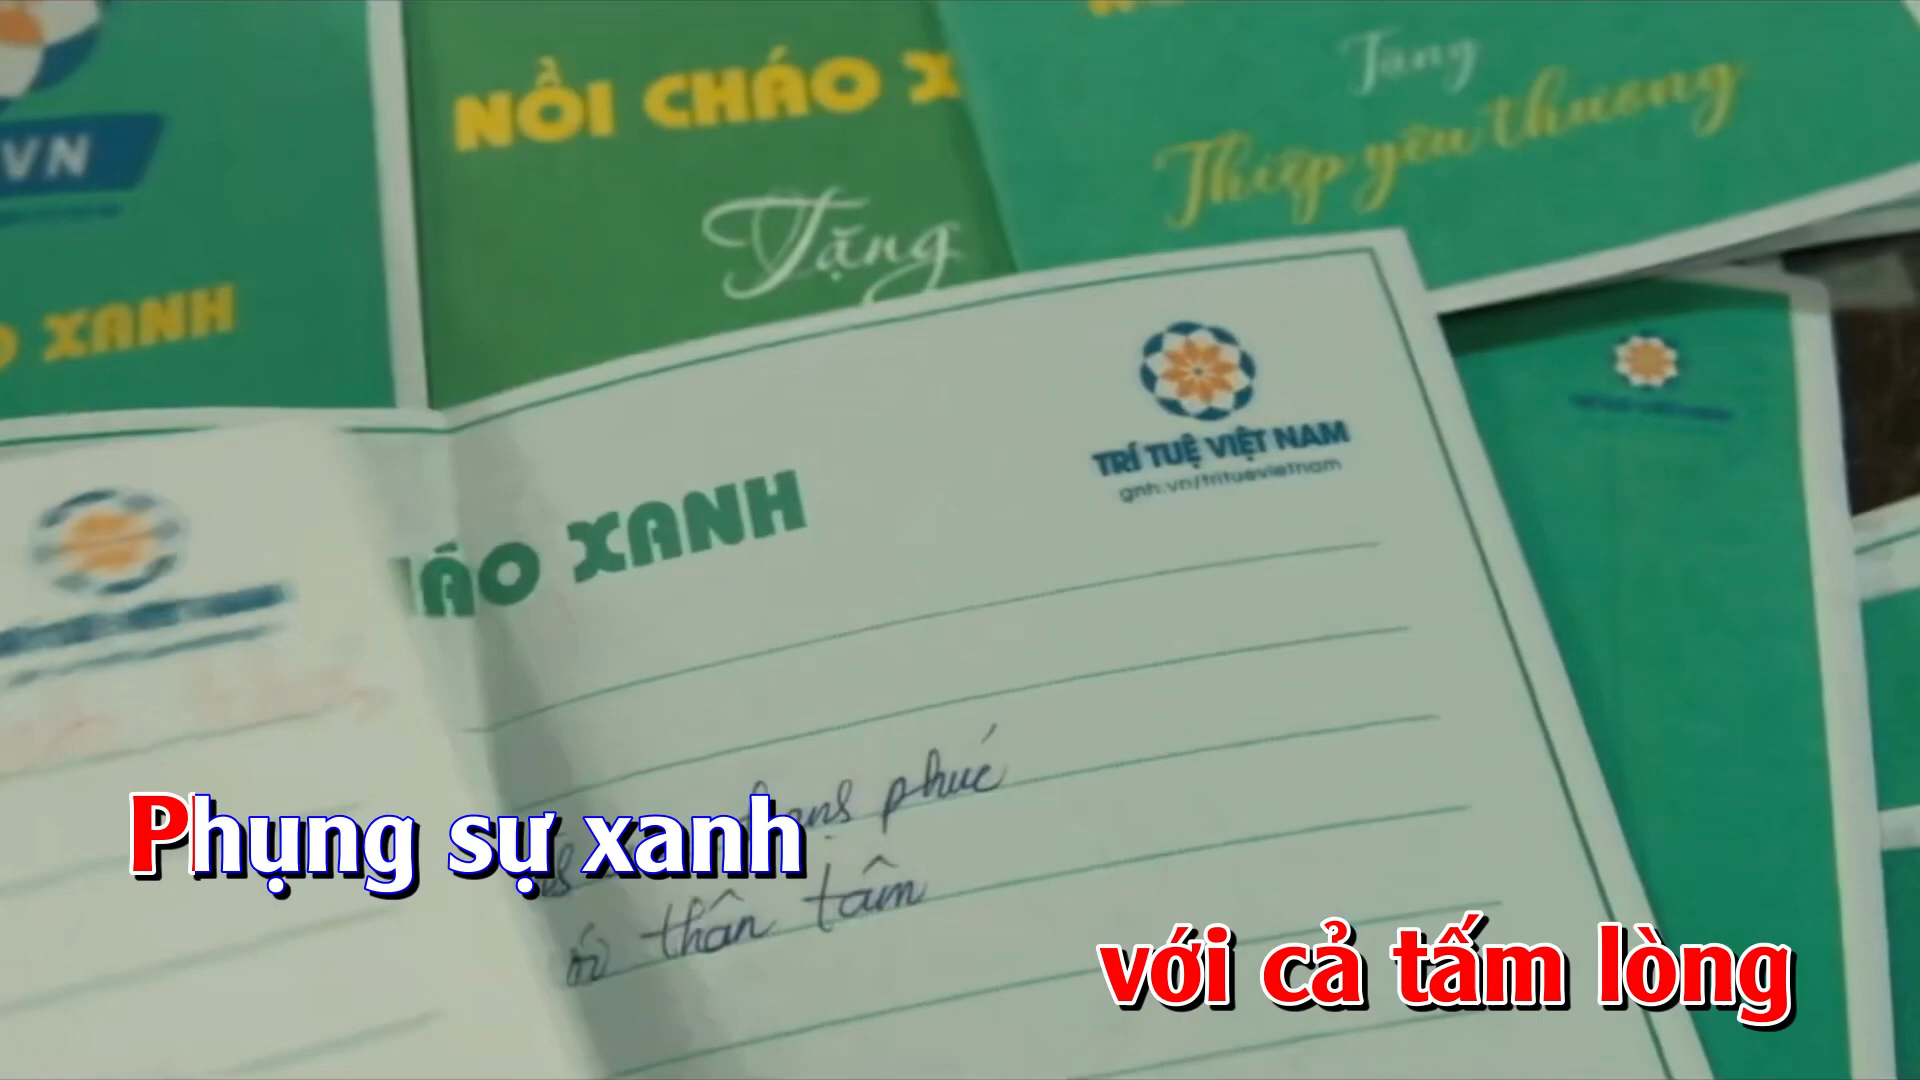 NỒI CHÁO X
Tặng
Tặng
Thiệp yêu thương
VN
O XANH
TRÍ TUỆ VIỆT NAM
gnh.vn/trituevietnam
ÁO XANH
phúc
thân tâm
Phụng sự xanh
với cả tấm lòng